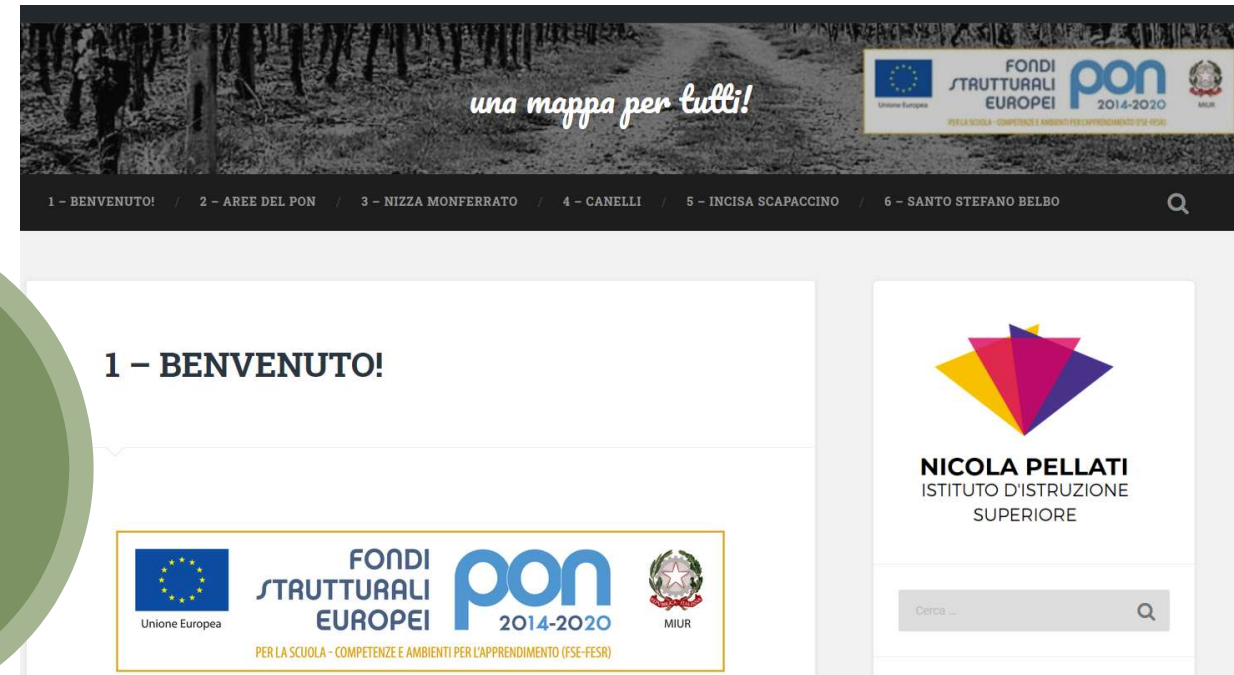 una mappa per tutti!
Unione Europea
FONDI
STRUTTURALI
EUROPEI
pon
2014-2020
MIUR
PER LA SCUOLA - COMPETENZE E AMBIENTI PER L'APPRENDIMENTO (FSE-FESR)
1 – BENVENUTO! / 2 – AREE DEL PON / 3 – NIZZA MONFERRATO / 4 – CANELLI / 5 – INCISA SCAPACCINO / 6 – SANTO STEFANO BELBO
1 – BENVENUTO!
Unione Europea
FONDI
STRUTTURALI
EUROPEI
pon
2014-2020
MIUR
PER LA SCUOLA - COMPETENZE E AMBIENTI PER L'APPRENDIMENTO (FSE-FESR)
NICOLA PELLATI
ISTITUTO D'ISTRUZIONE
SUPERIORE
Cerca ...